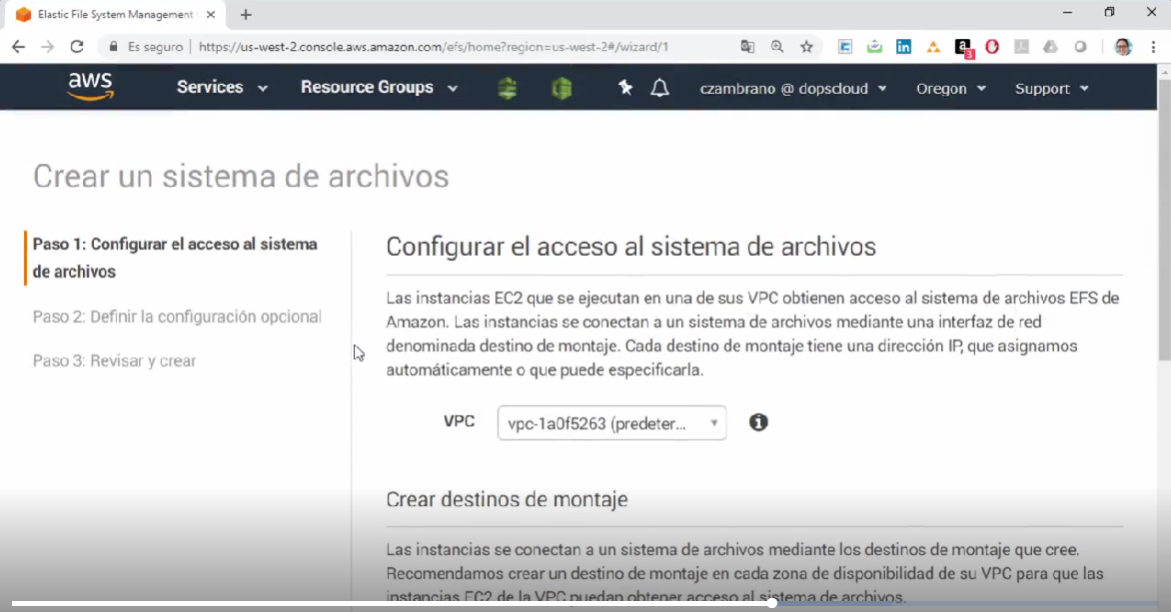 Elastic File System Management
Es seguro
https://us-west-2.console.aws.amazon.com/efs/home?region=us-west-2#/wizard/1
aws
Services
Resource Groups
czambrano @ dopscloud
Oregon
Support
Crear un sistema de archivos
Paso 1: Configurar el acceso al sistema
de archivos
Paso 2: Definir la configuración opcional
Paso 3: Revisar y crear
Configurar el acceso al sistema de archivos
Las instancias EC2 que se ejecutan en una de sus VPC obtienen acceso al sistema de archivos EFS de
Amazon. Las instancias se conectan a un sistema de archivos mediante una interfaz de red
denominada destino de montaje. Cada destino de montaje tiene una dirección IP, que asignamos
automáticamente o que puede especificarla.
VPC
vpc-1a0f5263 (predeter...
Crear destinos de montaje
Las instancias se conectan a un sistema de archivos mediante los destinos de montaje que cree.
Recomendamos crear un destino de montaje en cada zona de disponibilidad de su VPC para que las
instancias EC2 de la VPC puedan obtener acceso al sistema de archivos.